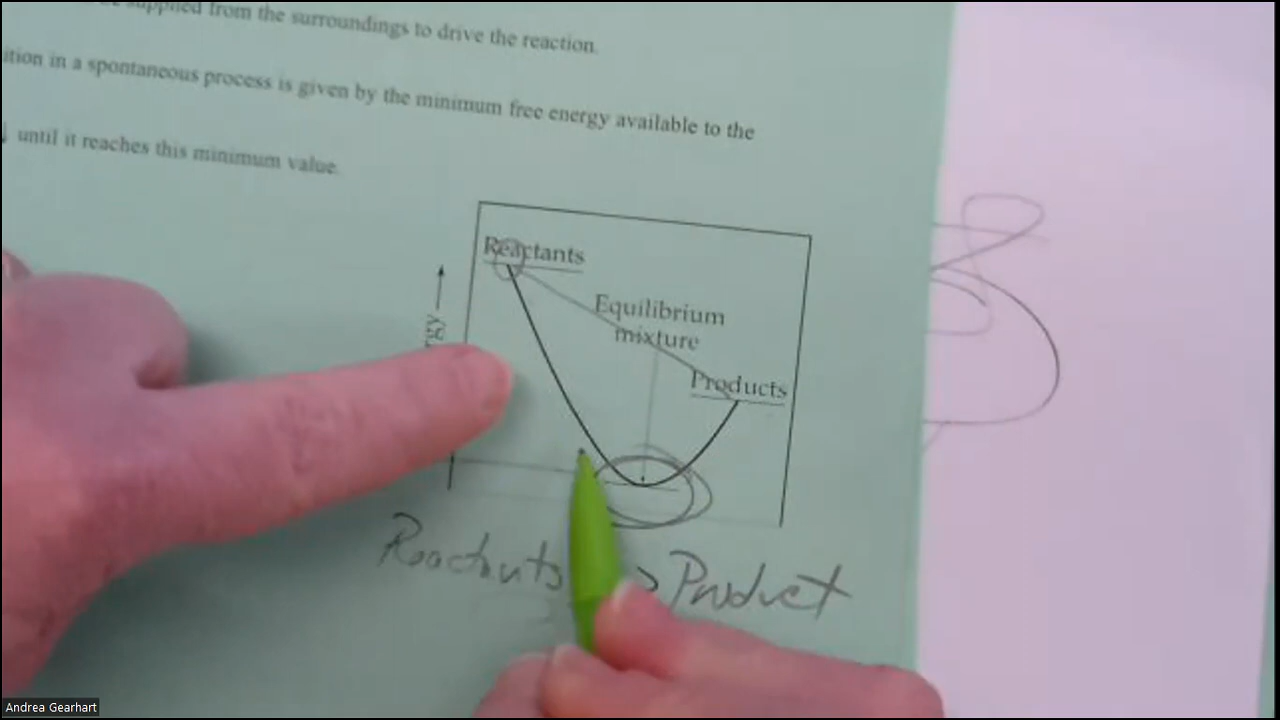 supplied from the surroundings to drive the reaction.
ition in a spontaneous process is given by the minimum free energy available to the
↓ until it reaches this minimum value.
Reactants
Equilibrium
mixture
Products
rgy →
Reactants > Product
Andrea Gearhart